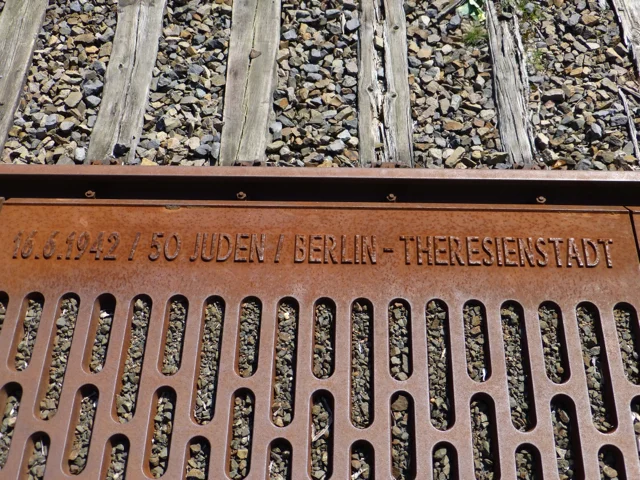 16.6.1942 / 50 JUDEN / BERLIN - THERESIENSTADT